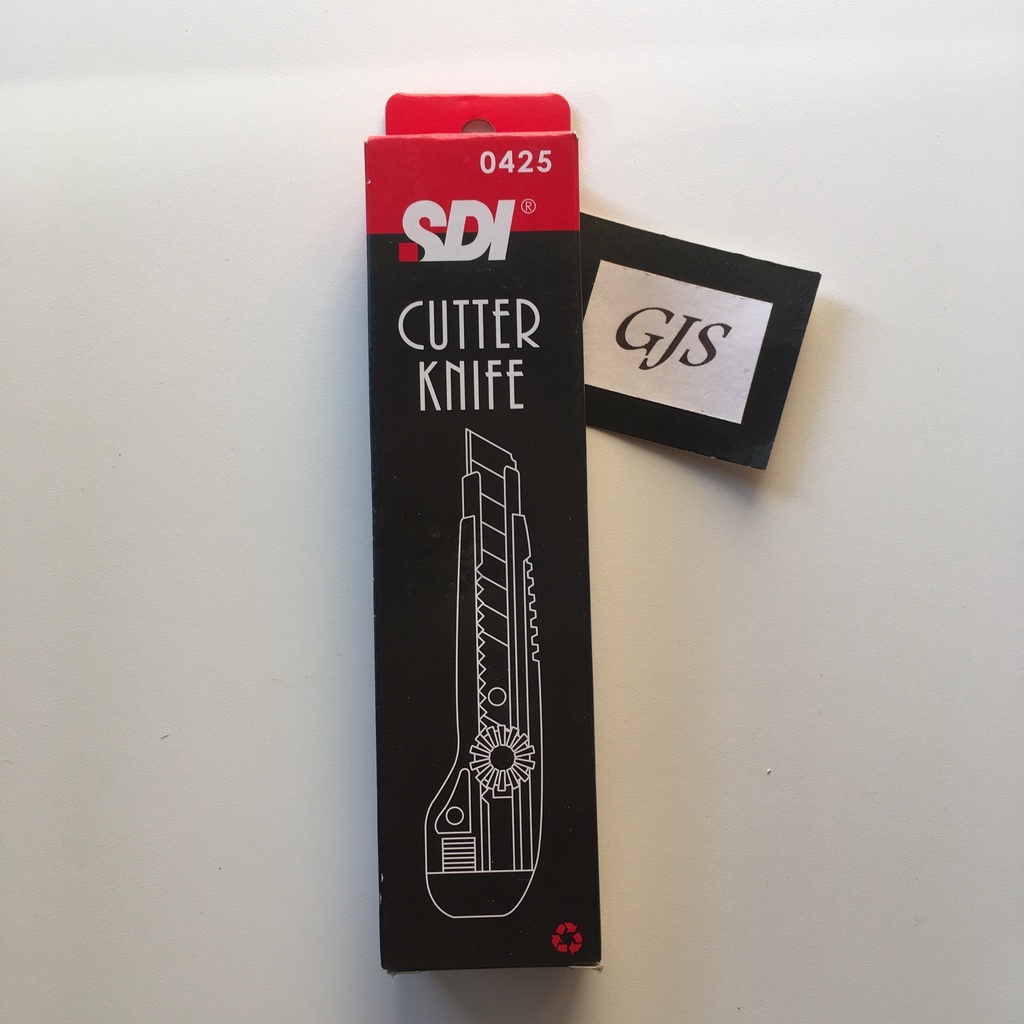 0425
SDI®
CUTTER
KNIFE
GJS